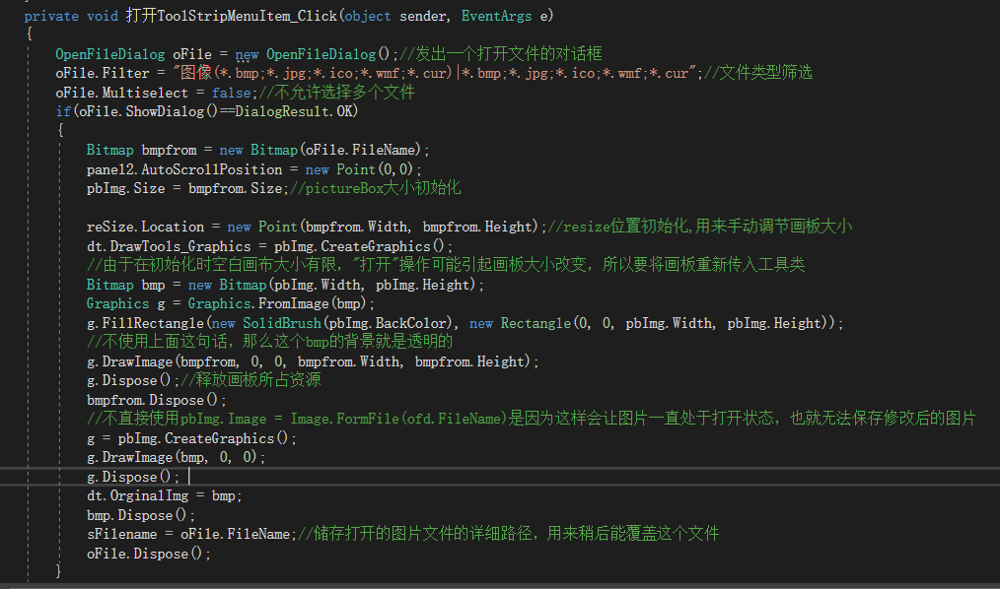 private void 打开ToolStripMenuItem_Click(object sender, EventArgs e)
{
OpenFileDialog oFile = new OpenFileDialog();//发出一个打开文件的对话框
oFile.Filter = "图像(*.bmp;*.jpg;*.ico;*.wmf;*.cur)|*.bmp;*.jpg;*.ico;*.wmf;*.cur";//文件类型筛选
oFile.Multiselect = false;//不允许选择多个文件
if(oFile.ShowDialog()==DialogResult.OK)
{
Bitmap bmpfrom = new Bitmap(oFile.FileName);
panel2.AutoScrollPosition = new Point(0,0);
pbImg.Size = bmpfrom.Size;//pictureBox大小初始化
reSize.Location = new Point(bmpfrom.Width, bmpfrom.Height);//resize位置初始化,用来手动调节画板大小
dt.DrawTools_Graphics = pbImg.CreateGraphics();
//由于在初始化时空白画布大小有限，"打开"操作可能引起画板大小改变，所以要将画板重新传入工具类
Bitmap bmp = new Bitmap(pbImg.Width, pbImg.Height);
Graphics g = Graphics.FromImage(bmp);
g.FillRectangle(new SolidBrush(pbImg.BackColor), new Rectangle(0, 0, pbImg.Width, pbImg.Height));
//不使用上面这句话，那么这个bmp的背景就是透明的
g.DrawImage(bmpfrom, 0, 0, bmpfrom.Width, bmpfrom.Height);
g.Dispose();//释放画板所占资源
bmpfrom.Dispose();
//不直接使用pbImg.Image = Image.FormFile(ofd.FileName)是因为这样会让图片一直处于打开状态，也就无法保存修改后的图片
g = pbImg.CreateGraphics();
g.DrawImage(bmp, 0, 0);
g.Dispose();
dt.OrginalImg = bmp;
bmp.Dispose();
sFilename = oFile.FileName;//储存打开的图片文件的详细路径，用来稍后能覆盖这个文件
oFile.Dispose();
}